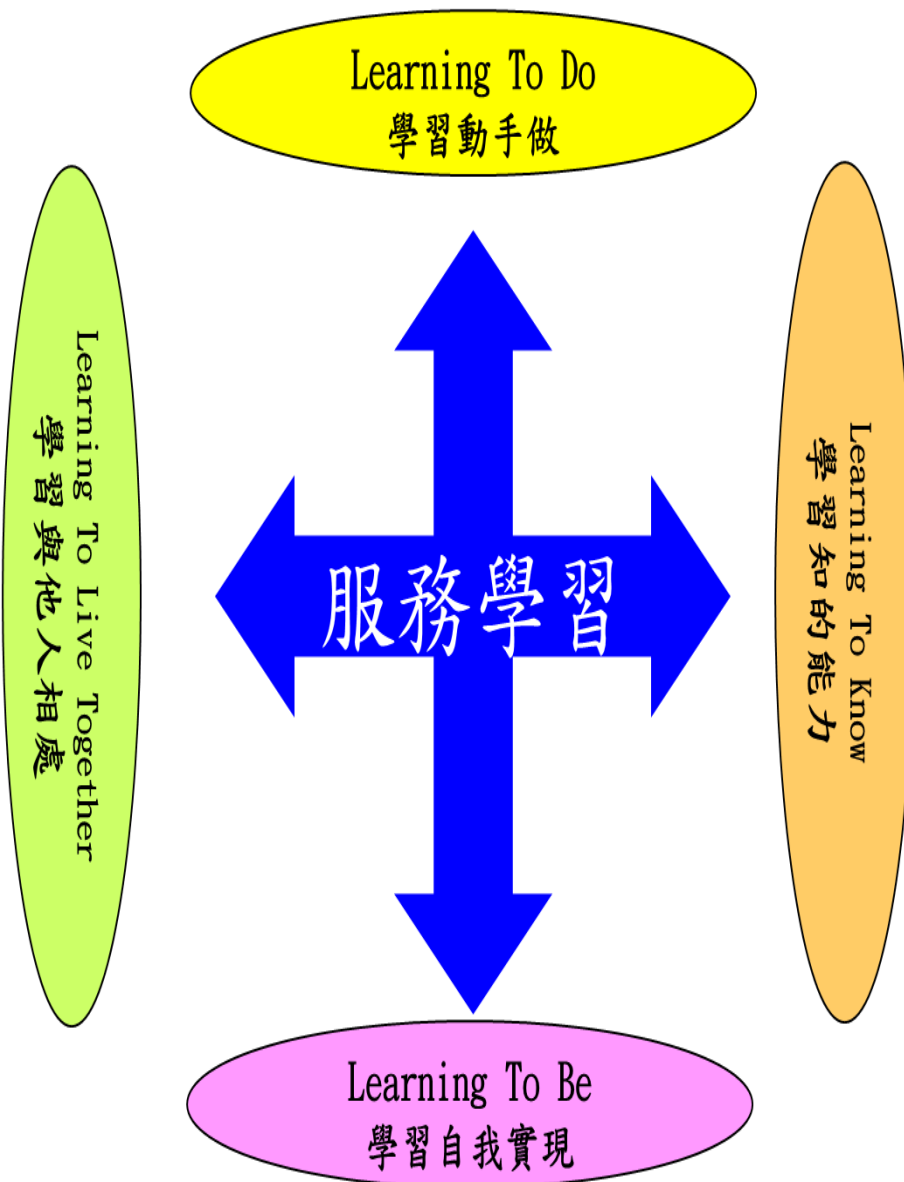 Learning To Do
學習動手做
Learning To Live Together
學習與他人相處
服務學習
Learning To Know
學習知的能力
Learning To Be
學習自我實現